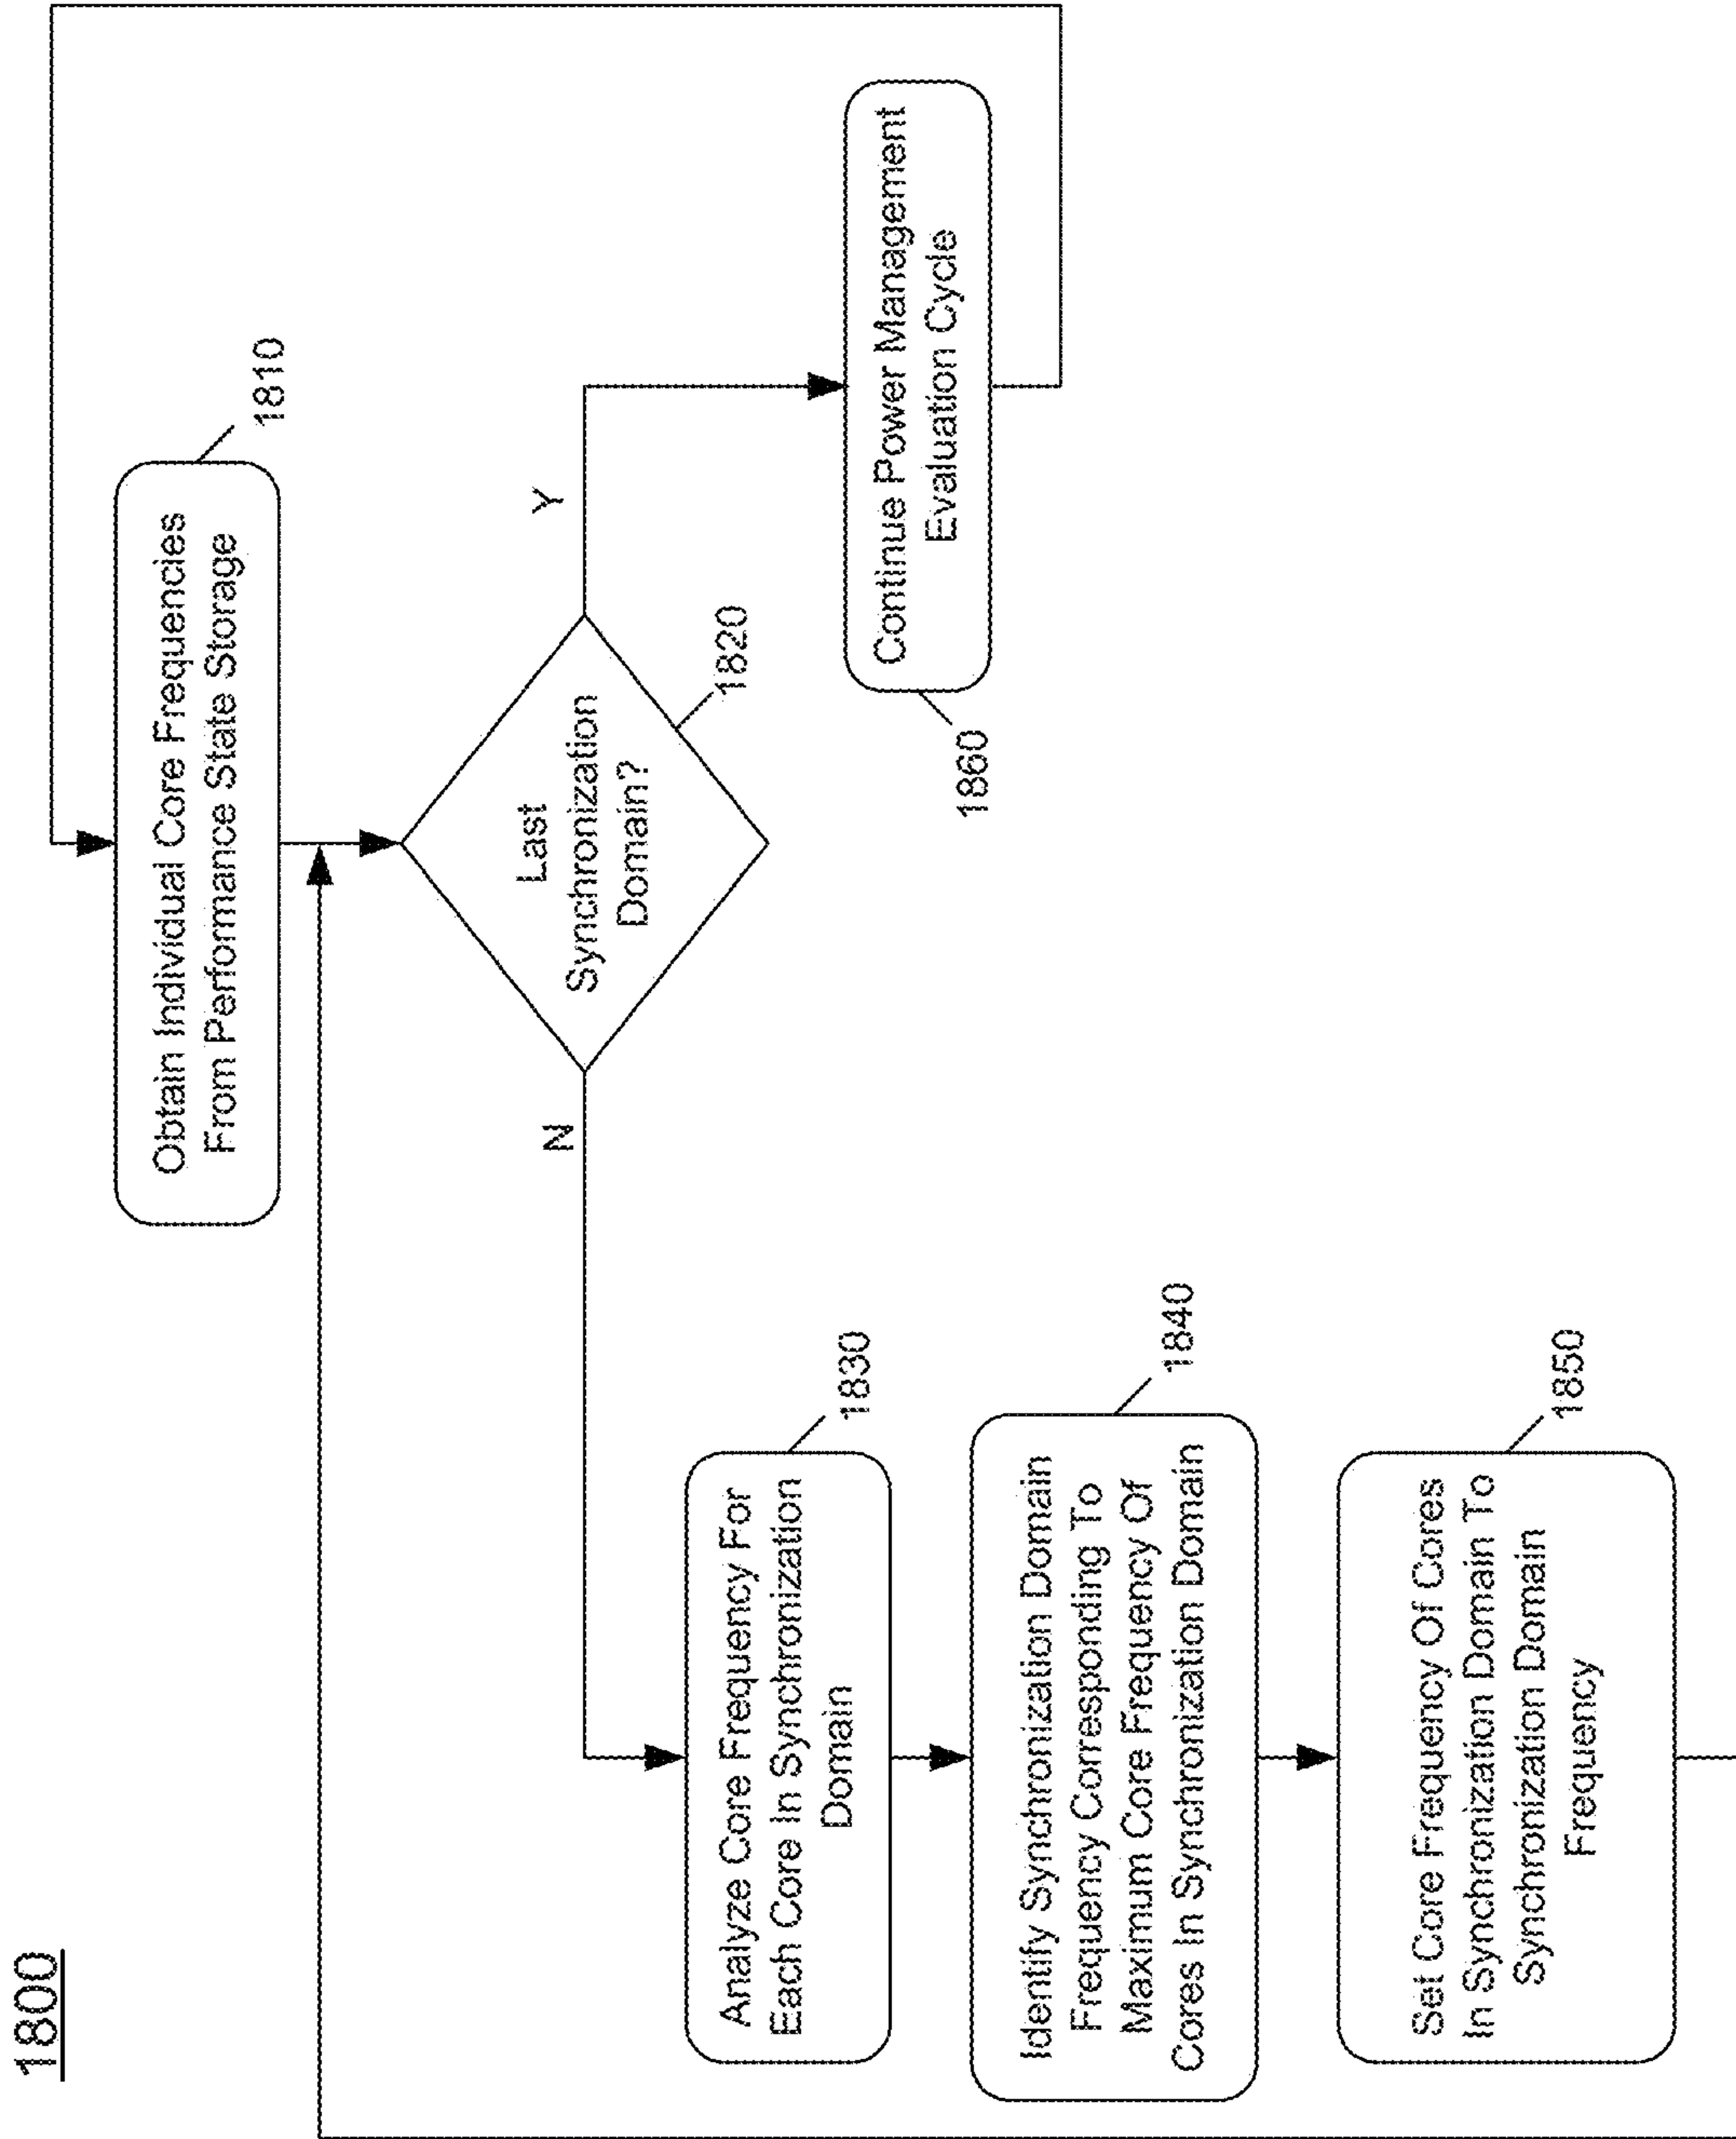 1800
Obtain Individual Core Frequencies
From Performance State Storage
1810
Last
Synchronization
Domain?
1820
N
Y
Analyze Core Frequency For
Each Core In Synchronization
Domain
1830
Identify Synchronization Domain
Frequency Corresponding To
Maximum Core Frequency Of
Cores In Synchronization Domain
1840
Set Core Frequency Of Cores
In Synchronization Domain To
Synchronization Domain
Frequency
1850
Continue Power Management
Evaluation Cycle
1860